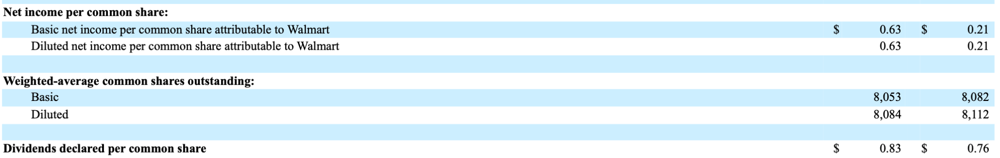 Net income per common share:
Basic net income per common share attributable to Walmart $ 0.63 $ 0.21
Diluted net income per common share attributable to Walmart 0.63 0.21
Weighted-average common shares outstanding:
Basic 8,053 8,082
Diluted 8,084 8,112
Dividends declared per common share $ 0.83 $ 0.76